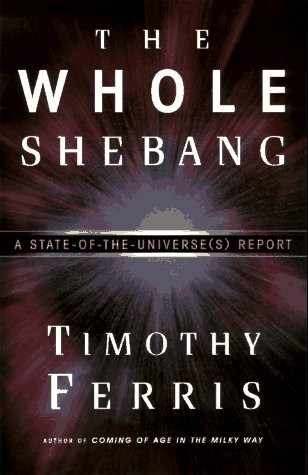 THE
WHOLE
SHEBANG
A STATE-OF-THE-UNIVERSE(S) REPORT
TIMOTHY
FERRIS
AUTHOR OF COMING OF AGE IN THE MILKY WAY